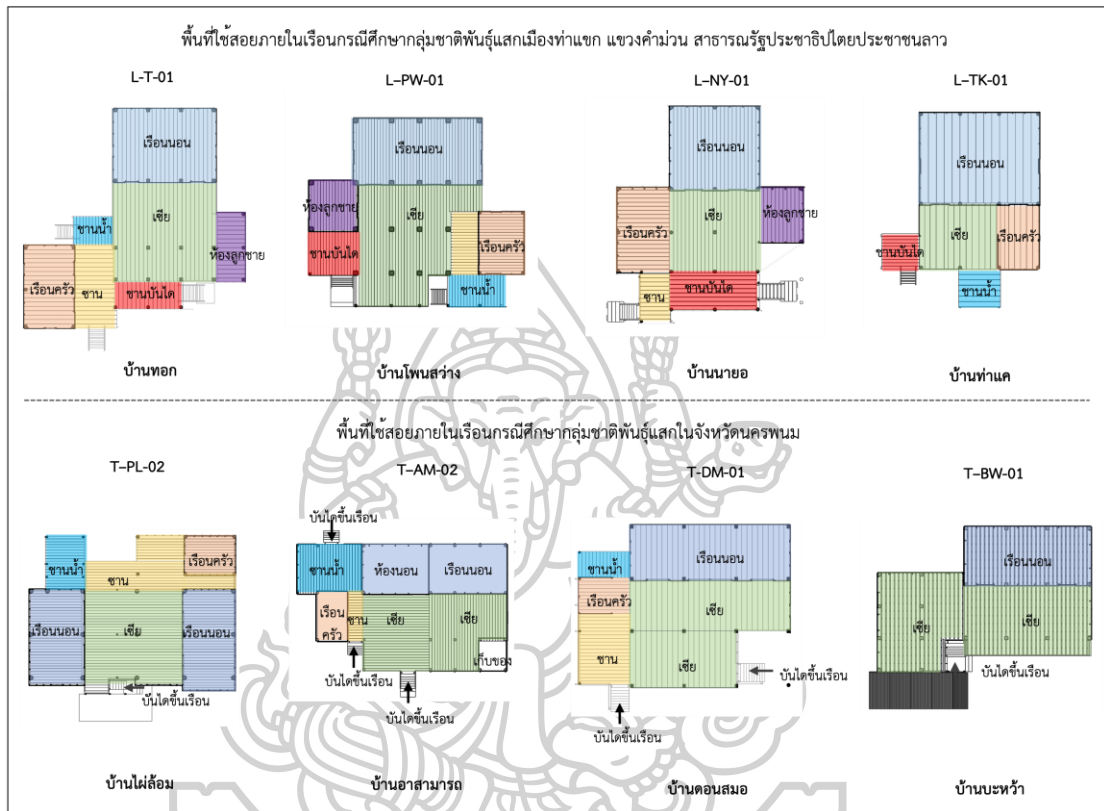 พื้นที่ใช้สอยภายในเรือนกรณีศึกษากลุ่มชาติพันธุ์แสกเมืองท่าแขก แขวงคำม่วน สาธารณรัฐประชาธิปไตยประชาชนลาว
L-T-01
เรือนนอน
ชานน้ำ
เซีย
ห้องลูกชาย
เรือนครัว
ซาน
ชานบันได
บ้านทอก
L–PW-01
เรือนนอน
ห้องลูกชาย
เซีย
ชานบันได
เรือนครัว
ชานน้ำ
บ้านโพนสว่าง
L–NY-01
เรือนนอน
เรือนครัว
เซีย
ห้องลูกชาย
ซาน
ชานบันได
บ้านนายอ
L–TK-01
เรือนนอน
ชานบันได
เซีย
เรือนครัว
ชานน้ำ
บ้านท่าแค
พื้นที่ใช้สอยภายในเรือนกรณีศึกษากลุ่มชาติพันธุ์แสกในจังหวัดนครพนม
T–PL-02
ชานน้ำ
เรือนครัว
ซาน
เรือนนอน
เซีย
เรือนนอน
บันไดขึ้นเรือน
บ้านไผ่ล้อม
T–AM-02
บันไดขึ้นเรือน
ชานน้ำ
ห้องนอน
เรือนนอน
เรือน
ครัว
ซาน
เซีย
เซีย
เก็บของ
บันไดขึ้นเรือน
บันไดขึ้นเรือน
บ้านอาสามารถ
T-DM-01
เรือนนอน
ชานน้ำ
เรือนครัว
เซีย
ซาน
เซีย
บันไดขึ้นเรือน
บันไดขึ้นเรือน
บ้านดอนสมอ
T–BW-01
เรือนนอน
เซีย
เซีย
บันไดขึ้นเรือน
บ้านบะหว้า